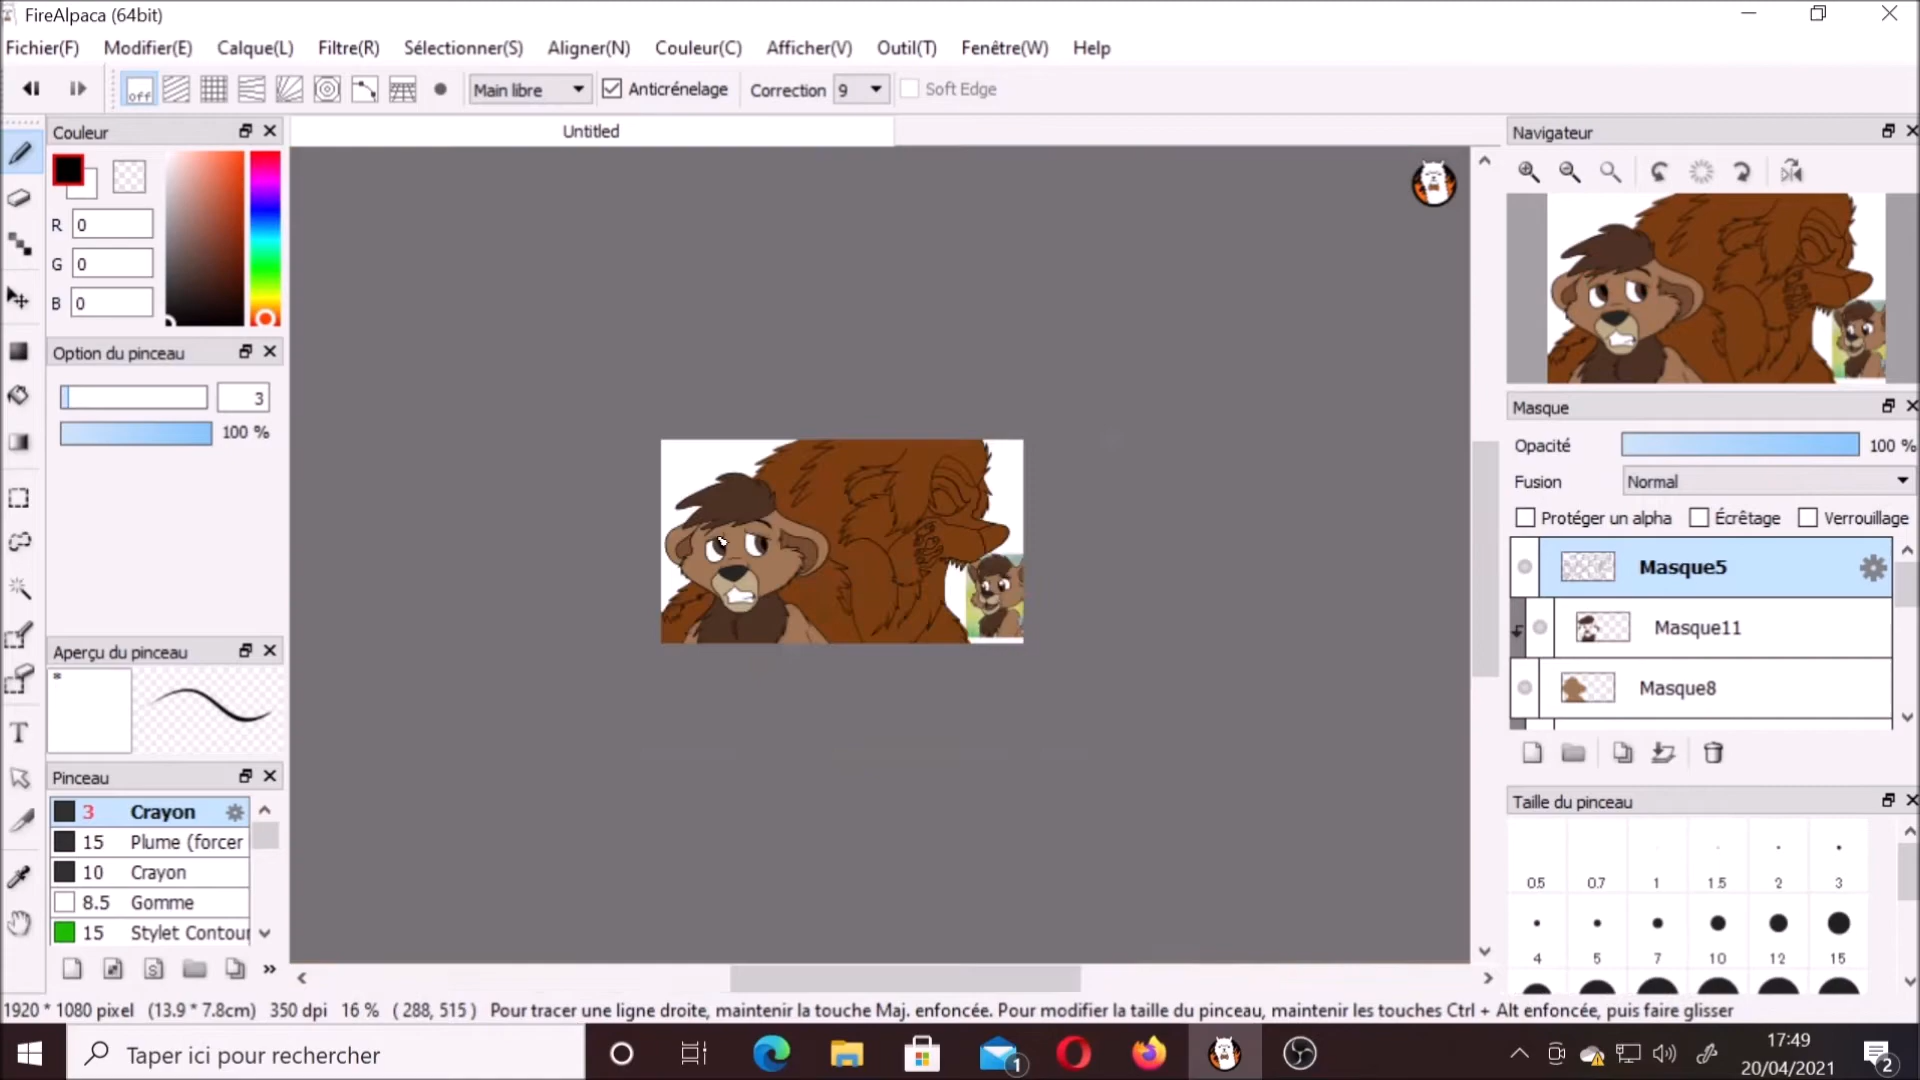 FireAlpaca (64bit)
Fichier(F) Modifier(E) Calque(L) Filtre(R) Sélectionner(S) Aligner(N) Couleur(C) Afficher(V) Outil(T) Fenêtre(W) Help
off Main libre Anticrénelage Correction 9 Soft Edge
Couleur
Untitled
Navigateur
R 0
G 0
B 0
Option du pinceau
3
100 %
Masque
Opacité 100 %
Fusion Normal
Protéger un alpha Écrêtage Verrouillage
Masque5
Masque11
Masque8
Aperçu du pinceau
Pinceau
3 Crayon
15 Plume (forcer
10 Crayon
8.5 Gomme
15 Stylet Contour
Taille du pinceau
0.5 0.7 1 1.5 2 3
4 5 7 10 12 15
1920 * 1080 pixel (13.9 * 7.8cm) 350 dpi 16 % ( 288, 515 ) Pour tracer une ligne droite, maintenir la touche Maj. enfoncée. Pour modifier la taille du pinceau, maintenir les touches Ctrl + Alt enfoncée, puis faire glisser
Taper ici pour rechercher
1
17:49
20/04/2021
2